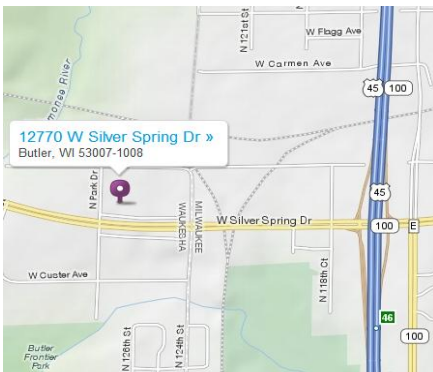 N 121st St
W Flagg Ave
W Carmen Ave
45
100
12770 W Silver Spring Dr »
Butler, WI 53007-1008
N Park Dr
45
WAUKESHA
MILWAUKEE
W Silver Spring Dr
100
E
W Custer Ave
N 118th Ct
46
100
N 126th St
N 124th St
Butler
Frontier
Park